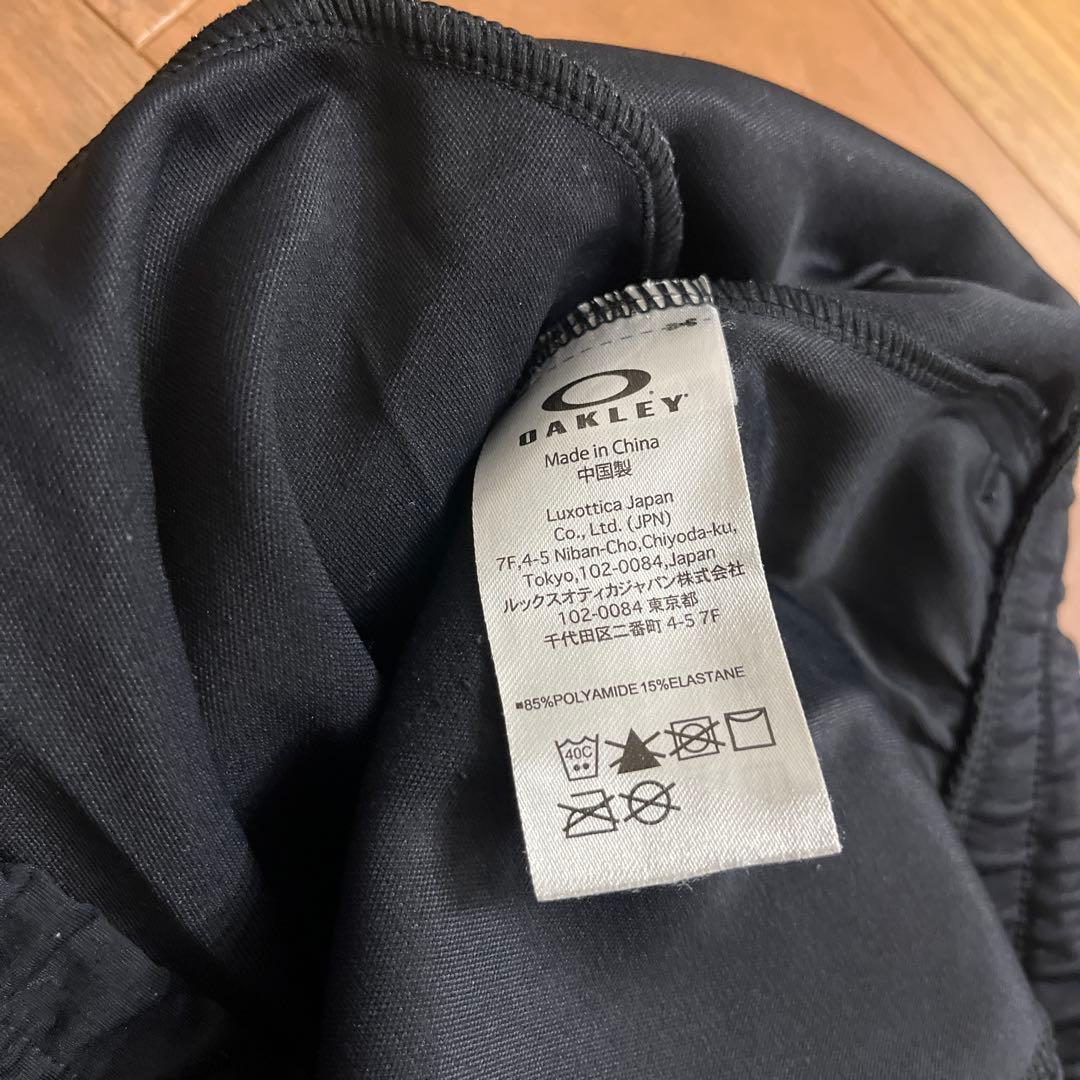 OAKLEY
Made in China
中国製
Luxottica Japan
Co., Ltd. (JPN)
7F,4-5 Niban-Cho,Chiyoda-ku,
Tokyo,102-0084,Japan
ルックスオティカジャパン株式会社
102-0084 東京都
千代田区二番町 4-5 7F
■85%POLYAMIDE 15%ELASTANE
40C